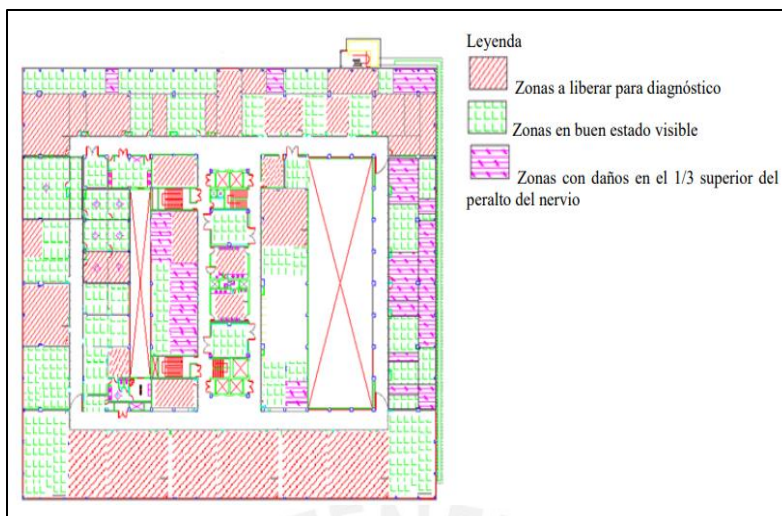 Leyenda
Zonas a liberar para diagnóstico
Zonas en buen estado visible
Zonas con daños en el 1/3 superior del
peralto del nervio